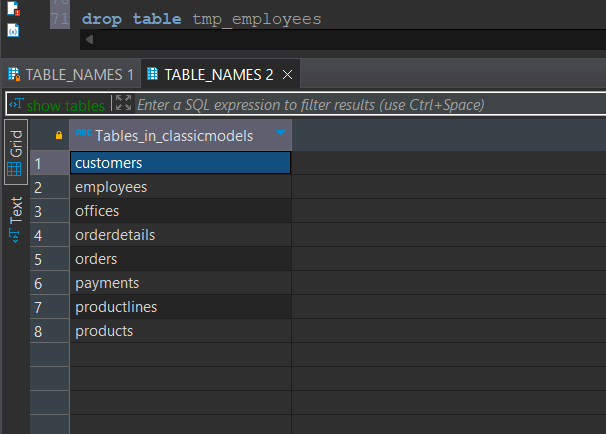 71 drop table tmp_employees
TABLE_NAMES 1 TABLE_NAMES 2
show tables Enter a SQL expression to filter results (use Ctrl+Space)
Grid
Text
ABC Tables_in_classicmodels
1 customers
2 employees
3 offices
4 orderdetails
5 orders
6 payments
7 productlines
8 products